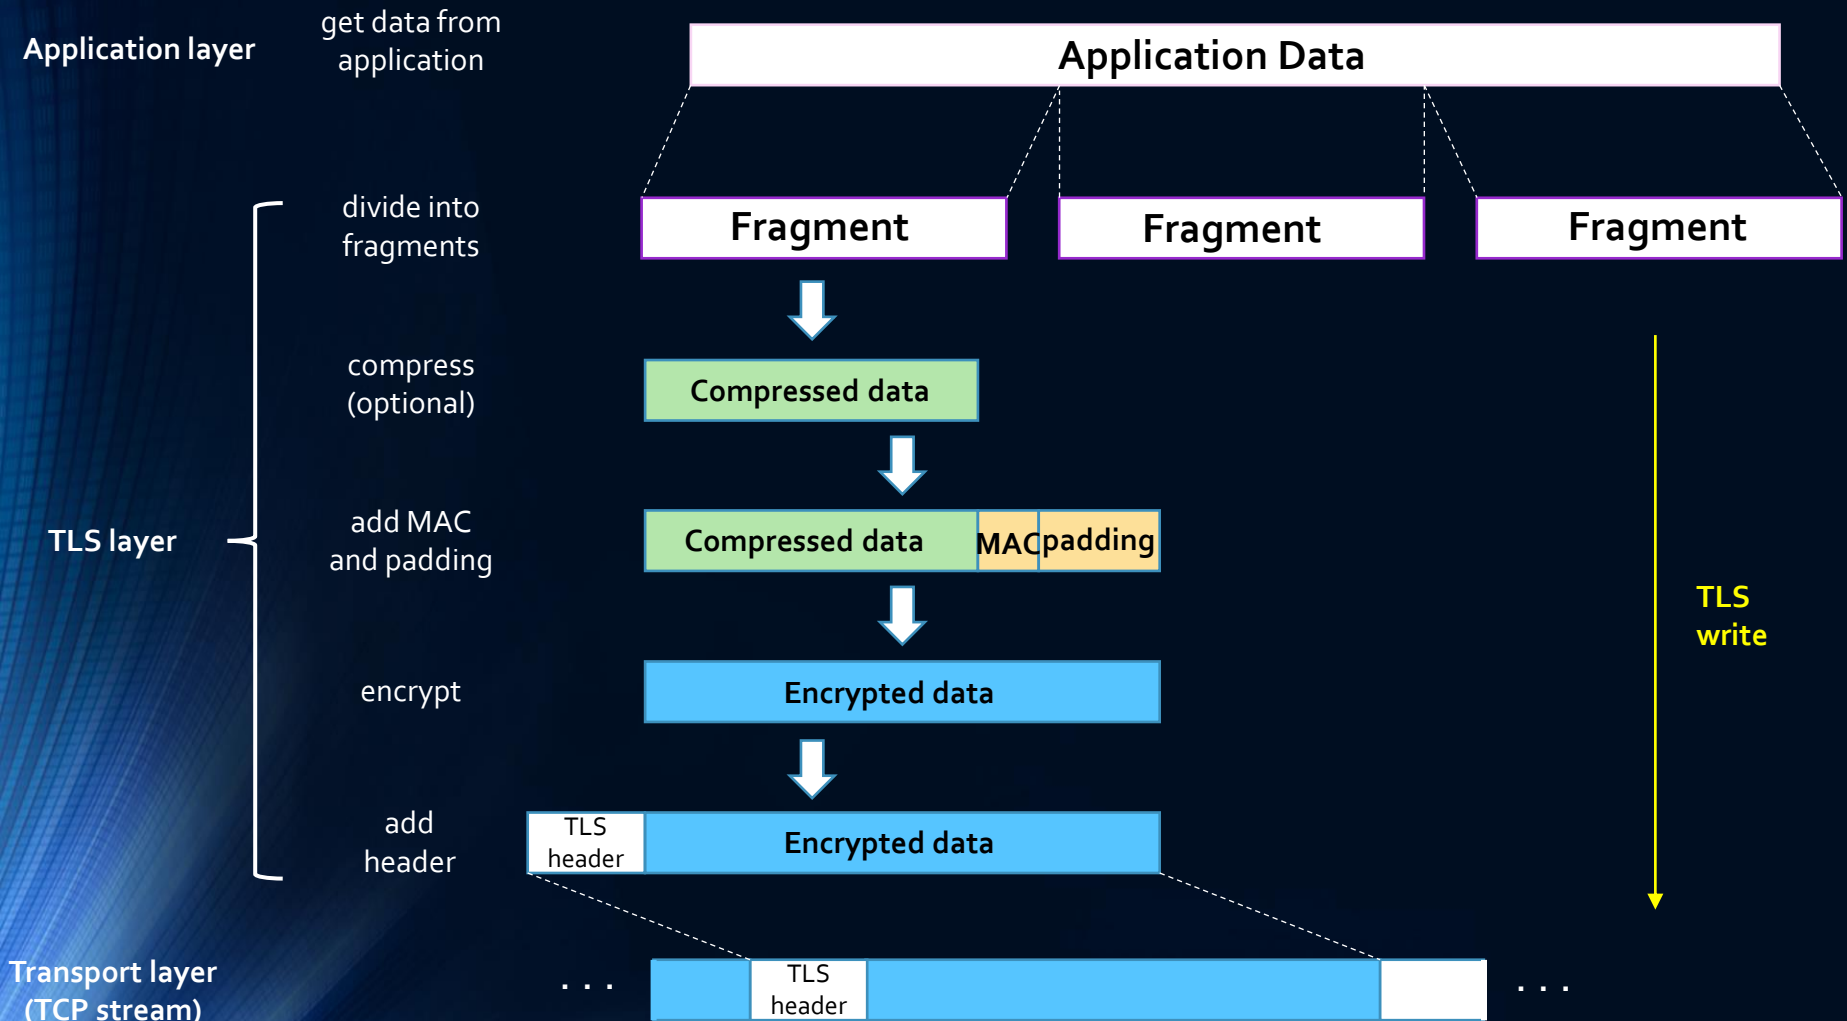 Application layer
get data from
application
Application Data
divide into
fragments
Fragment
Fragment
Fragment
compress
(optional)
Compressed data
TLS layer
add MAC
and padding
Compressed data
MAC
padding
TLS
write
encrypt
Encrypted data
add
header
TLS
header
Encrypted data
Transport layer
(TCP stream)
. . .
TLS
header
. . .